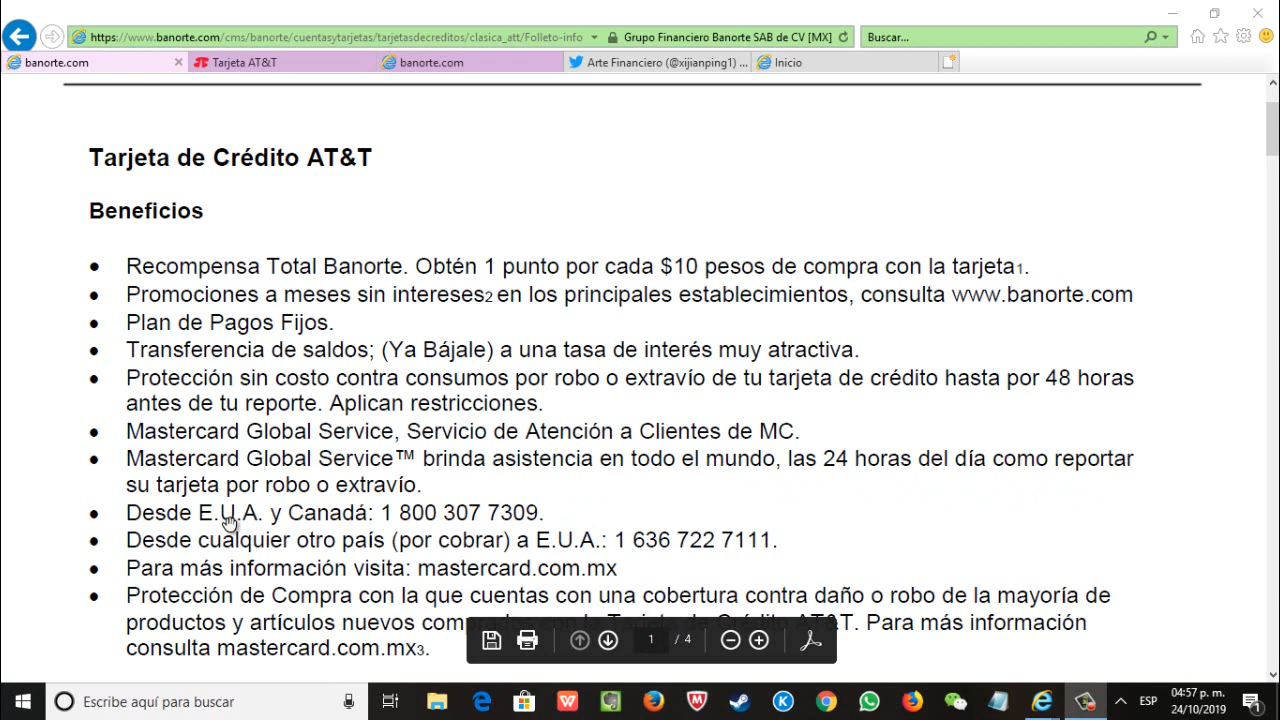 https://www.banorte.com/cms/banorte/cuentasytarjetas/tarjetasdecreditos/clasica_att/Folleto-info
Grupo Financiero Banorte SAB de CV [MX]
Buscar...
banorte.com
Tarjeta AT&T
banorte.com
Arte Financiero (@xijianping1) ...
Inicio
Tarjeta de Crédito AT&T
Beneficios
• Recompensa Total Banorte. Obtén 1 punto por cada $10 pesos de compra con la tarjeta1.
• Promociones a meses sin intereses2 en los principales establecimientos, consulta www.banorte.com
• Plan de Pagos Fijos.
• Transferencia de saldos; (Ya Bájale) a una tasa de interés muy atractiva.
• Protección sin costo contra consumos por robo o extravío de tu tarjeta de crédito hasta por 48 horas
antes de tu reporte. Aplican restricciones.
• Mastercard Global Service, Servicio de Atención a Clientes de MC.
• Mastercard Global Service™ brinda asistencia en todo el mundo, las 24 horas del día como reportar
su tarjeta por robo o extravío.
• Desde E.U.A. y Canadá: 1 800 307 7309.
• Desde cualquier otro país (por cobrar) a E.U.A.: 1 636 722 7111.
• Para más información visita: mastercard.com.mx
• Protección de Compra con la que cuentas con una cobertura contra daño o robo de la mayoría de
productos y artículos nuevos comprados con la Tarjeta de Crédito AT&T. Para más información
consulta mastercard.com.mx3.
1 / 4
Escribe aquí para buscar
ESP
04:57 p. m.
24/10/2019
1